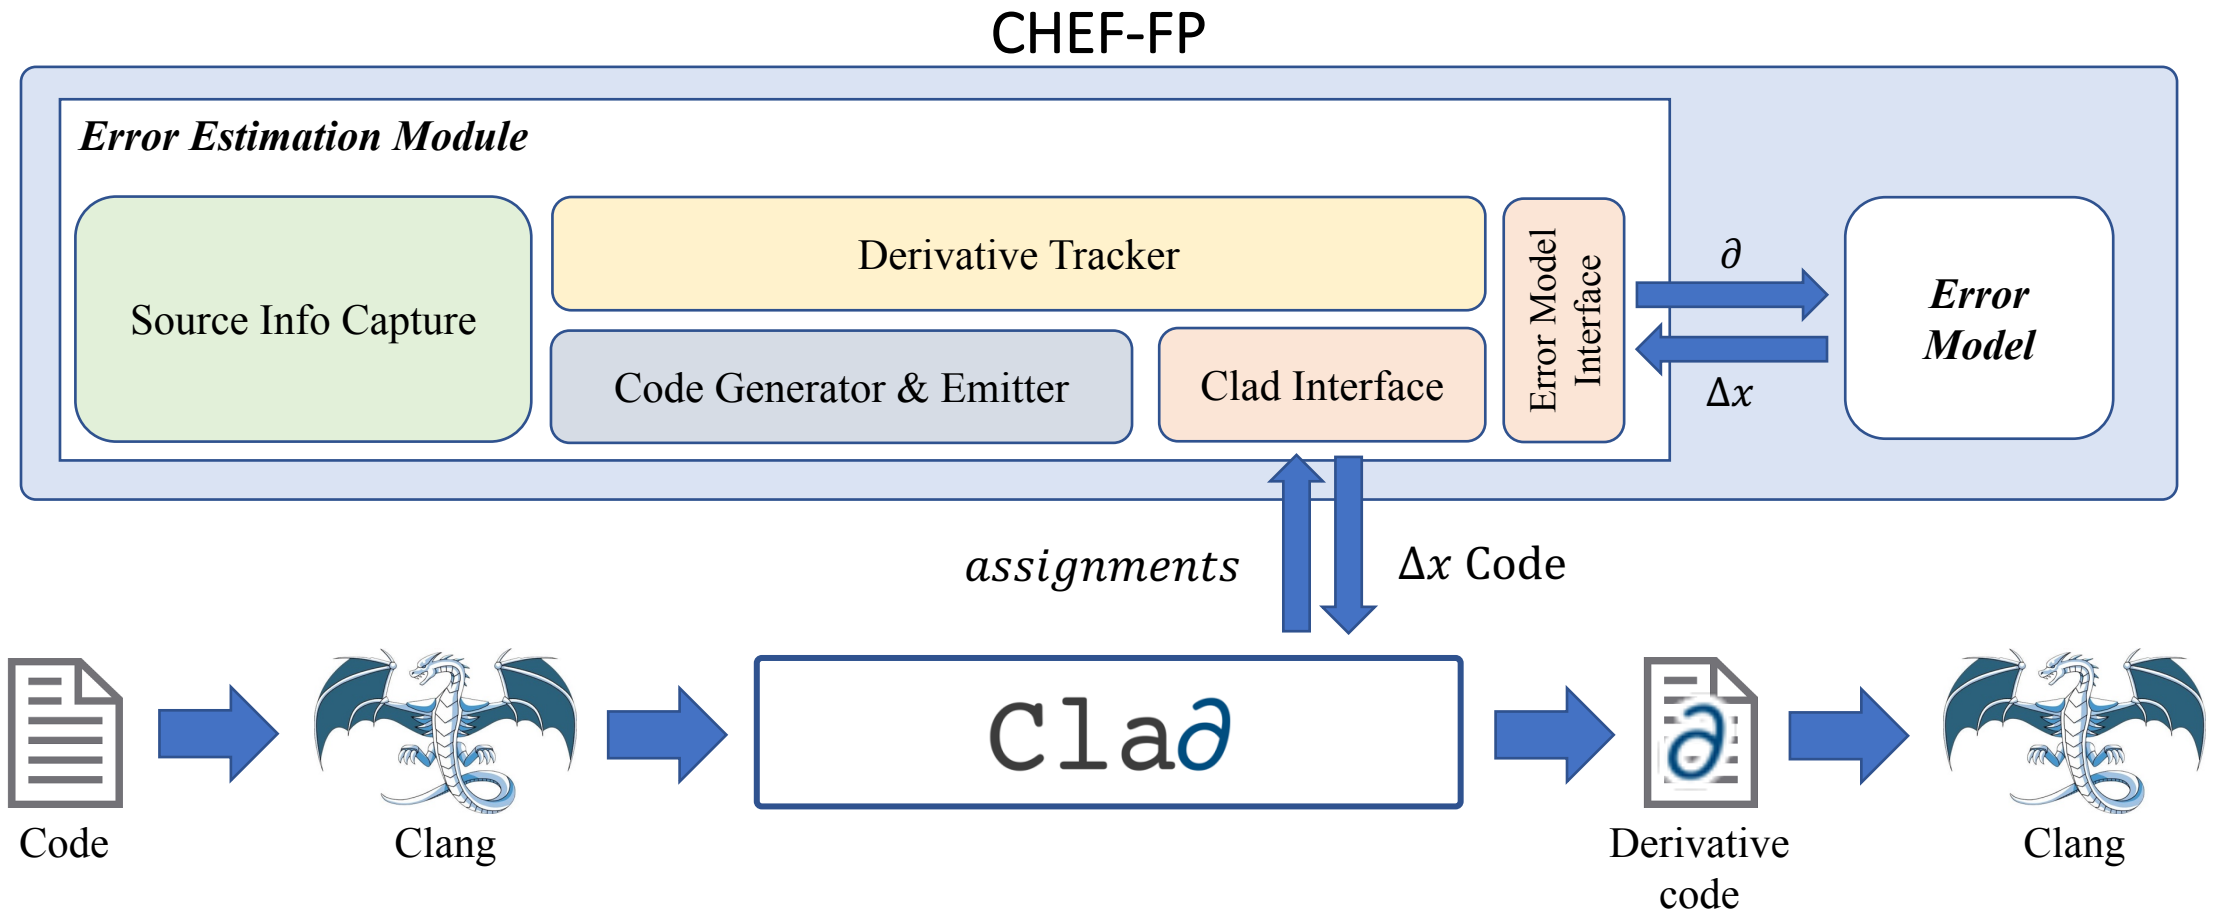 CHEF-FP
Error Estimation Module
Source Info Capture
Derivative Tracker
Code Generator & Emitter
Clad Interface
Error Model
Interface
∂
Δx
Error
Model
assignments
Δx Code
Cla∂
∂
Code
Clang
Derivative
code
Clang